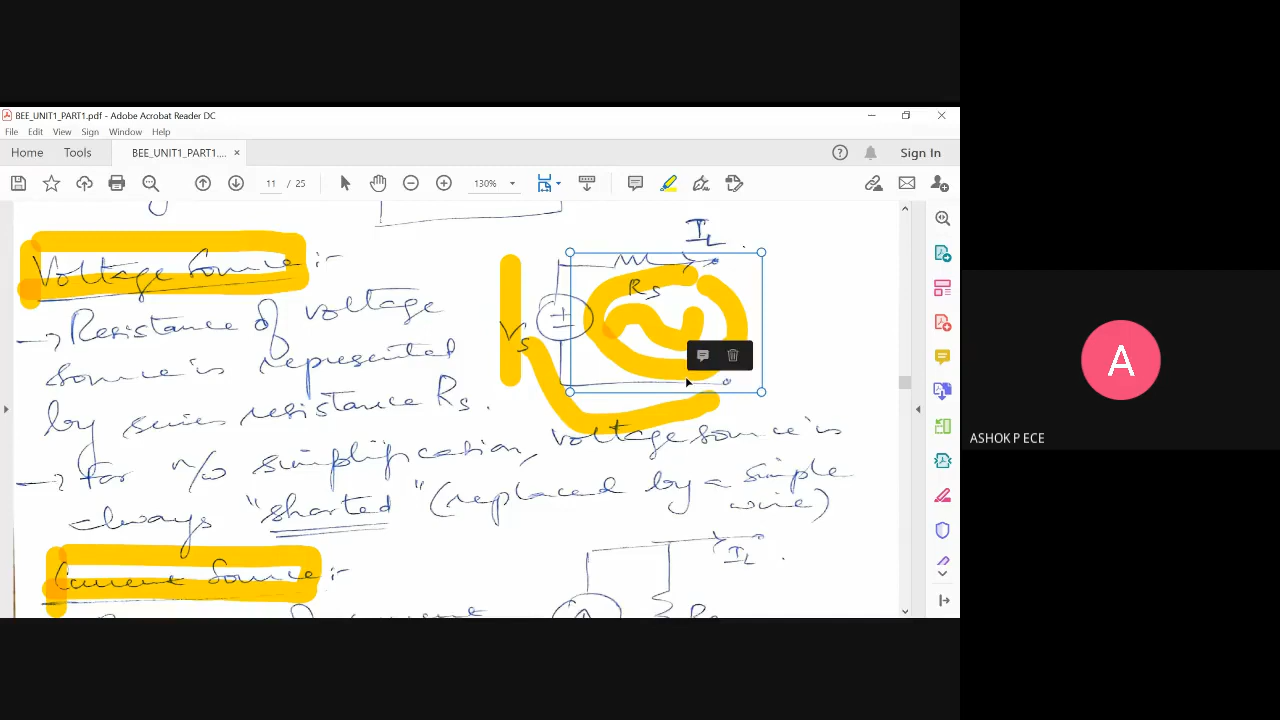 BEE_UNIT1_PART1.pdf - Adobe Acrobat Reader DC
File Edit View Sign Window Help
Home Tools BEE_UNIT1_PART1.... × Sign In
11 / 25 130%
IL
Voltage Source :-
Rs
→ Resistance of voltage
source is represented
by series resistance Rs.
Vs
→ For n/w simplification, voltage source is
always "shorted" (replaced by a simple
wire)
IL
Current Source :-
A
ASHOK P ECE